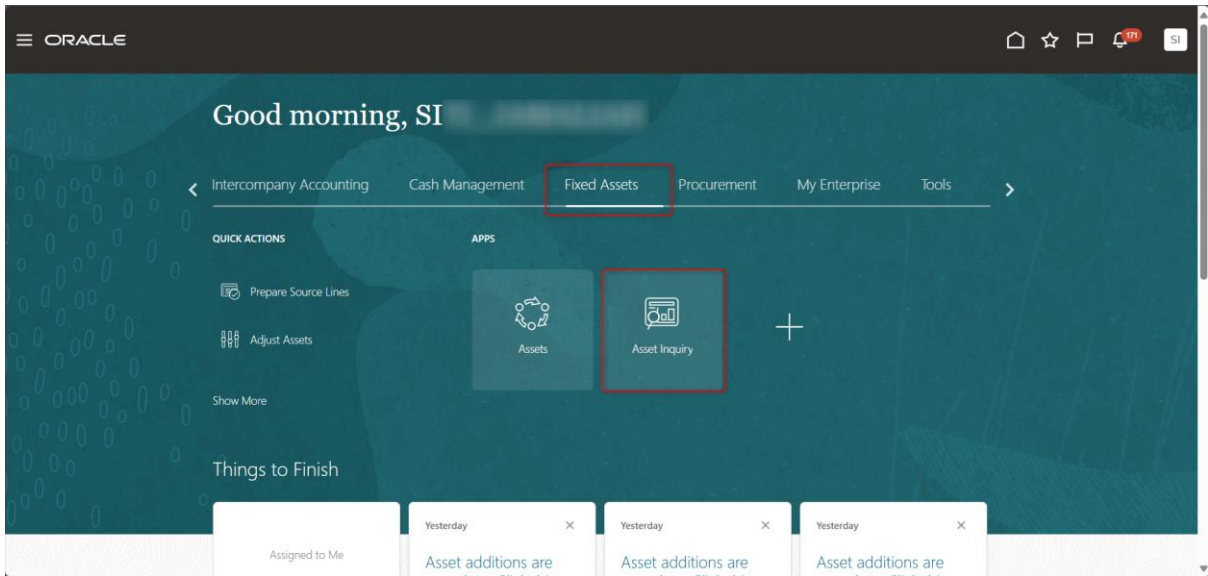 ORACLE
171
SI
Good morning, SI
Intercompany Accounting Cash Management Fixed Assets Procurement My Enterprise Tools
QUICK ACTIONS
APPS
Prepare Source Lines
Adjust Assets
Show More
Assets
Asset Inquiry
Things to Finish
Assigned to Me
Yesterday
Asset additions are
Yesterday
Asset additions are
Yesterday
Asset additions are